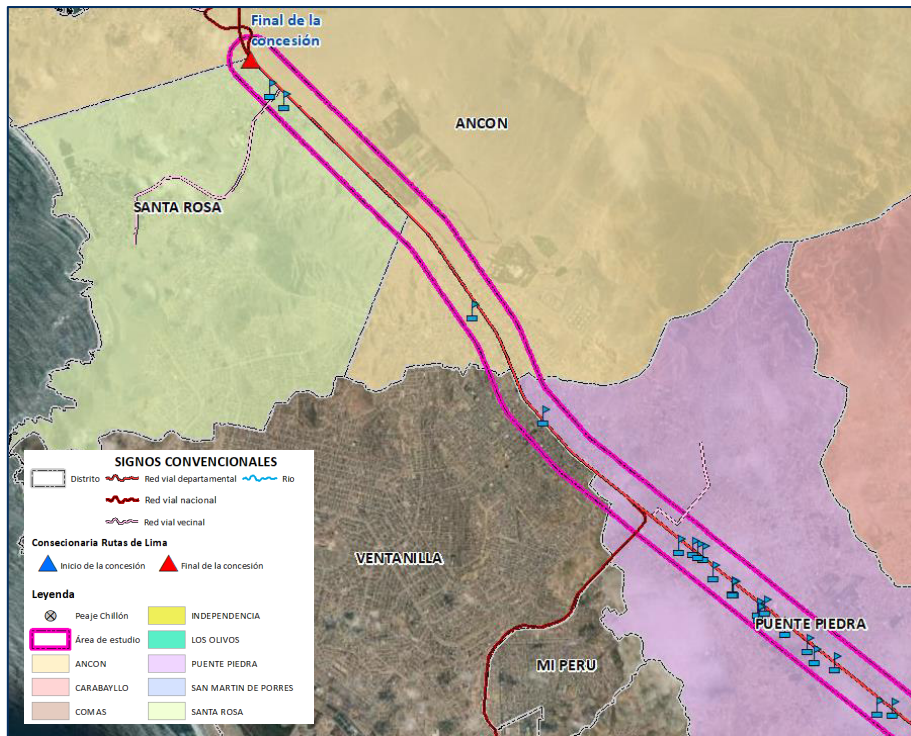 Final de la
concesión
ANCON
SANTA ROSA
VENTANILLA
PUENTE PIEDRA
MI PERU
SIGNOS CONVENCIONALES
Distrito Red vial departamental Rio
Red vial nacional
Red vial vecinal
Consecionaria Rutas de Lima
Inicio de la concesión Final de la concesión
Leyenda
Peaje Chillón INDEPENDENCIA
Área de estudio LOS OLIVOS
ANCON PUENTE PIEDRA
CARABAYLLO SAN MARTIN DE PORRES
COMAS SANTA ROSA